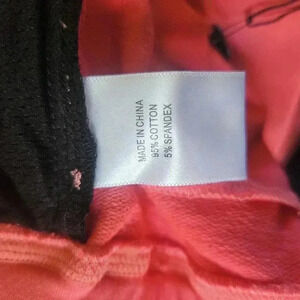 MADE IN CHINA
95% COTTON
5% SPANDEX